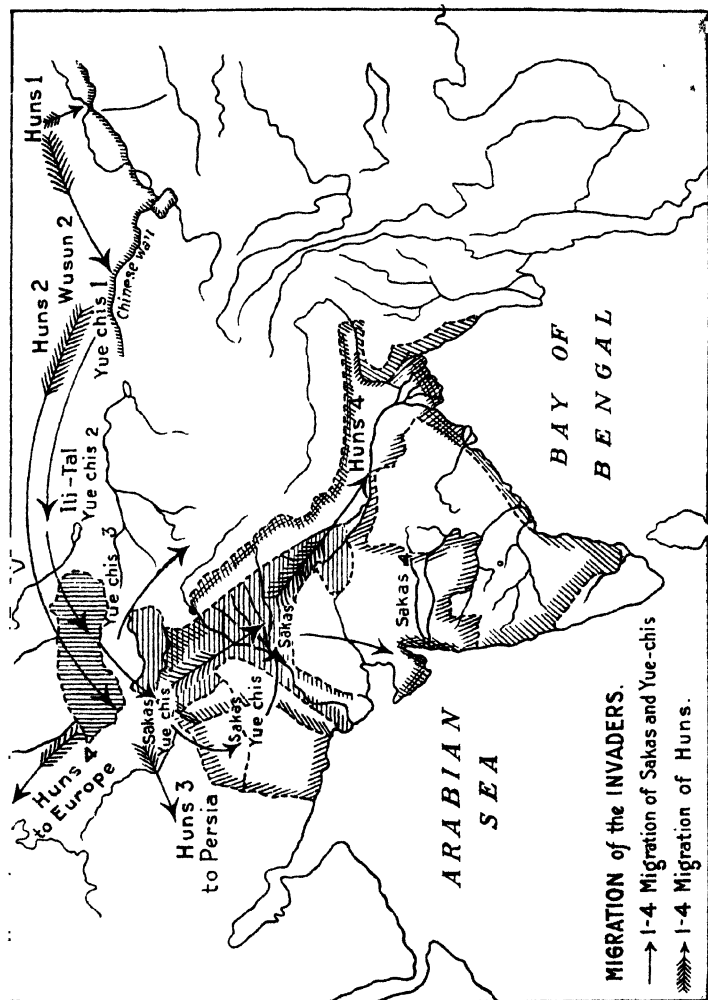 Huns 1
Huns 2
Wusun 2
Yue chis 1
Chinese Wall
Ili-Tal
Yue chis 2
Yue chis 3
Huns 4
to Europe
Sakas
Yue chis
Huns 3
to Persia
Sakas
Yue chis
Sakas
Huns 4
Sakas
BAY OF
BENGAL
ARABIAN
SEA
MIGRATION of the INVADERS.
1-4 Migration of Sakas and Yue-chis
1-4 Migration of Huns.